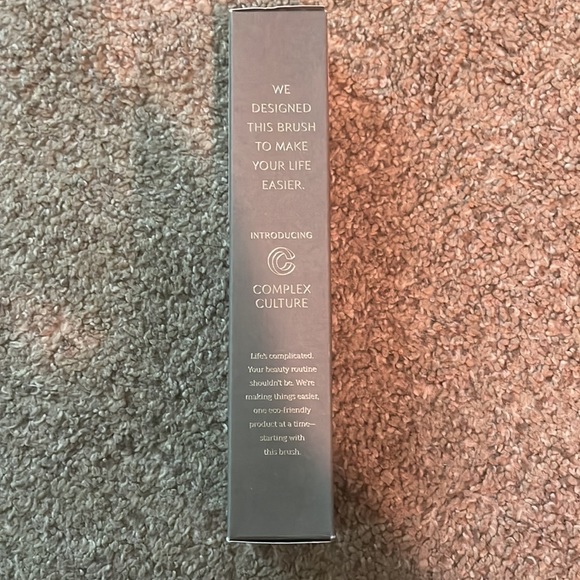 WE
DESIGNED
THIS BRUSH
TO MAKE
YOUR LIFE
EASIER.
INTRODUCING
COMPLEX
CULTURE
Life's complicated.
Your beauty routine
shouldn't be. We're
making things easier,
one eco-friendly
product at a time—
starting with
this brush.